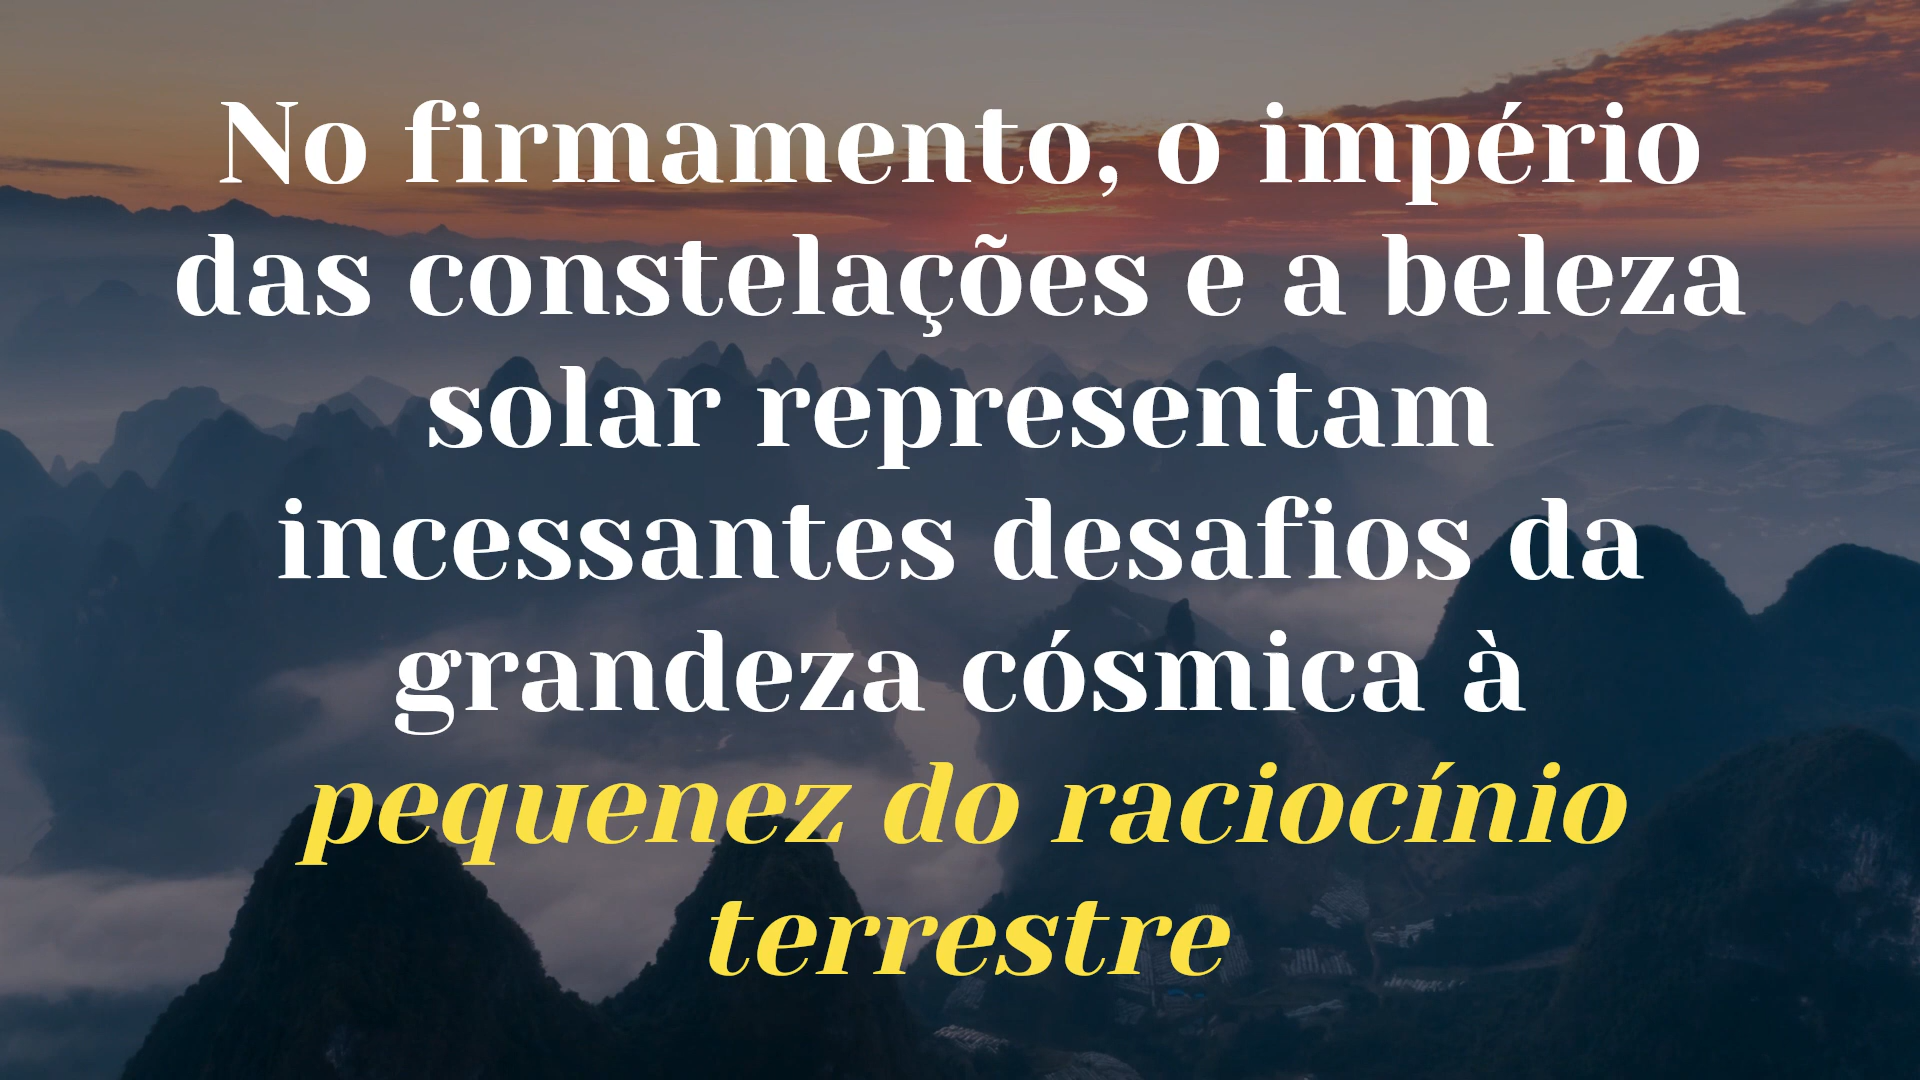 No firmamento, o império
das constelações e a beleza
solar representam
incessantes desafios da
grandeza cósmica à
pequenez do raciocínio
terrestre